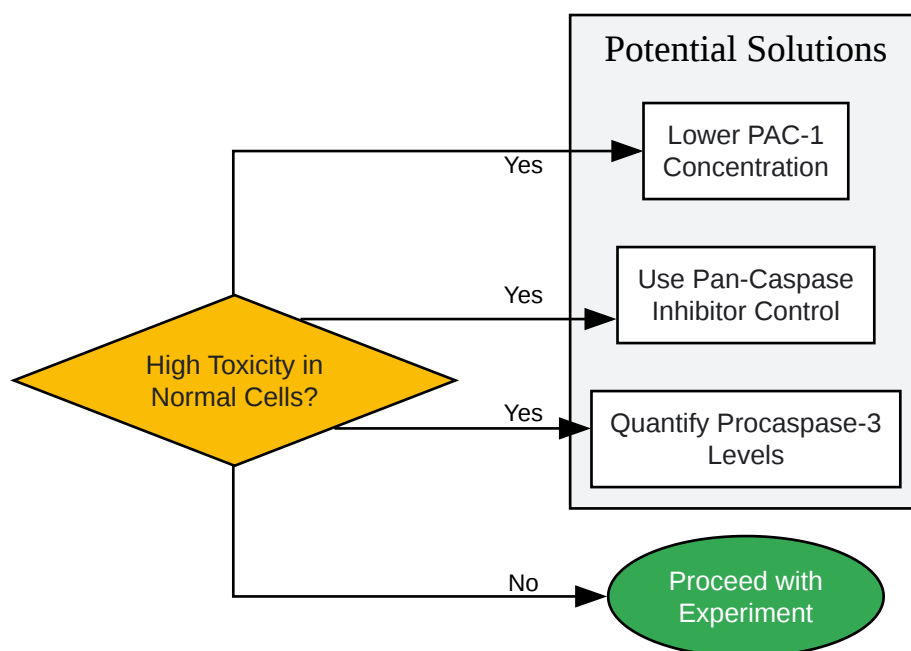 Potential Solutions
Lower PAC-1
Concentration
Yes
Use Pan-Caspase
Inhibitor Control
Yes
High Toxicity in
Normal Cells?
Quantify Procaspase-3
Levels
Yes
No
Proceed with
Experiment